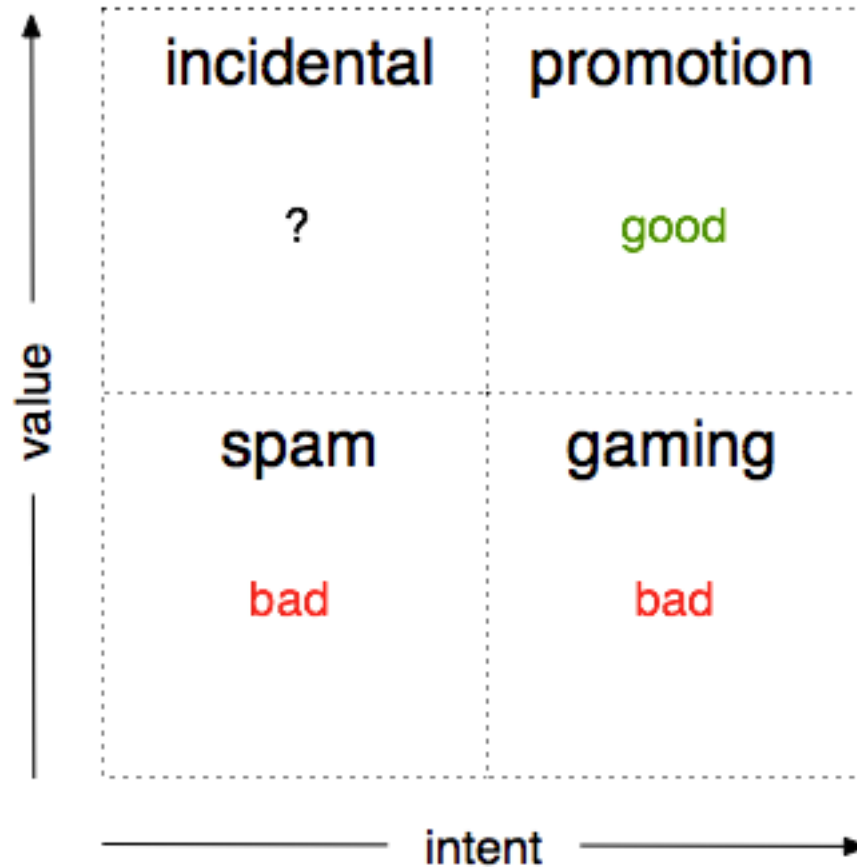 incidental
promotion
?
good
value
spam
gaming
bad
bad
intent